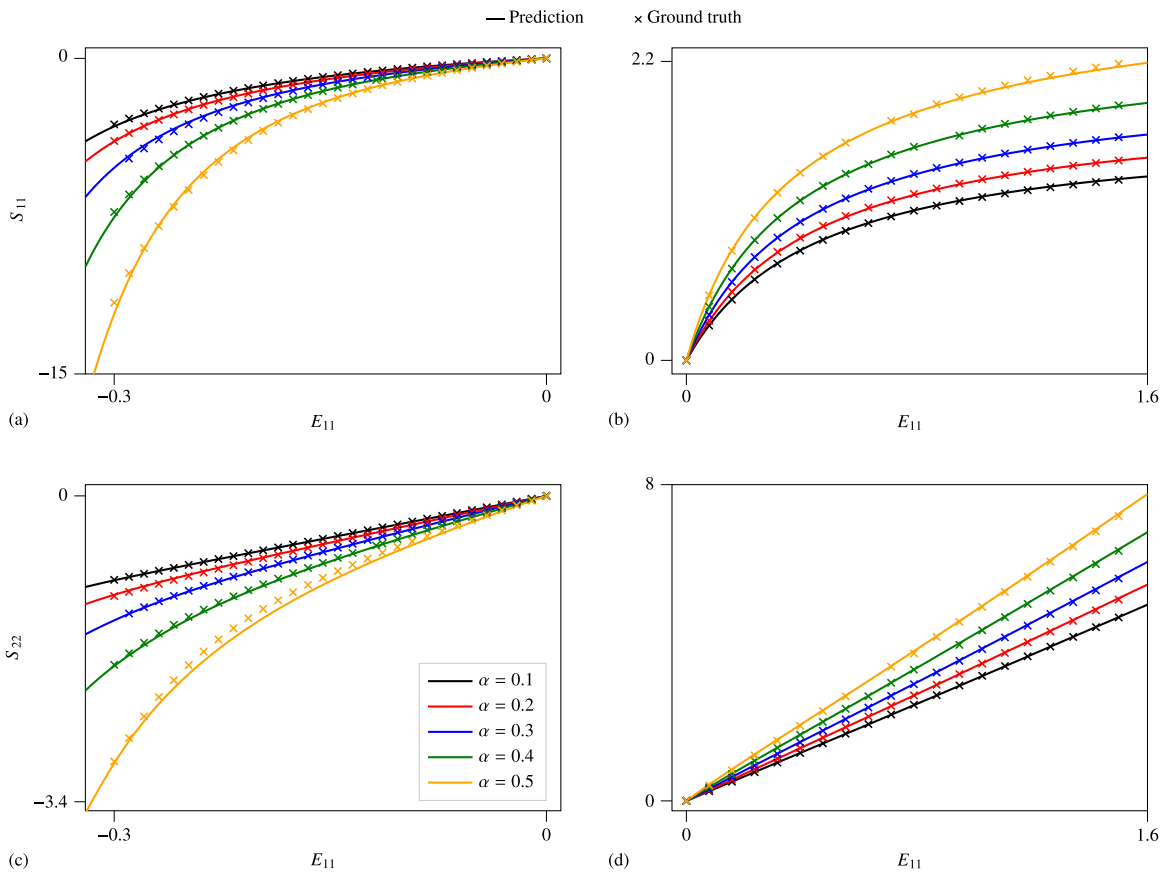 Prediction × Ground truth
0
S₁₁
−15
−0.3
0
E₁₁
(a)
2.2
0
0
1.6
E₁₁
(b)
0
S₂₂
−3.4
−0.3
0
E₁₁
(c)
α = 0.1
α = 0.2
α = 0.3
α = 0.4
α = 0.5
8
0
0
1.6
E₁₁
(d)